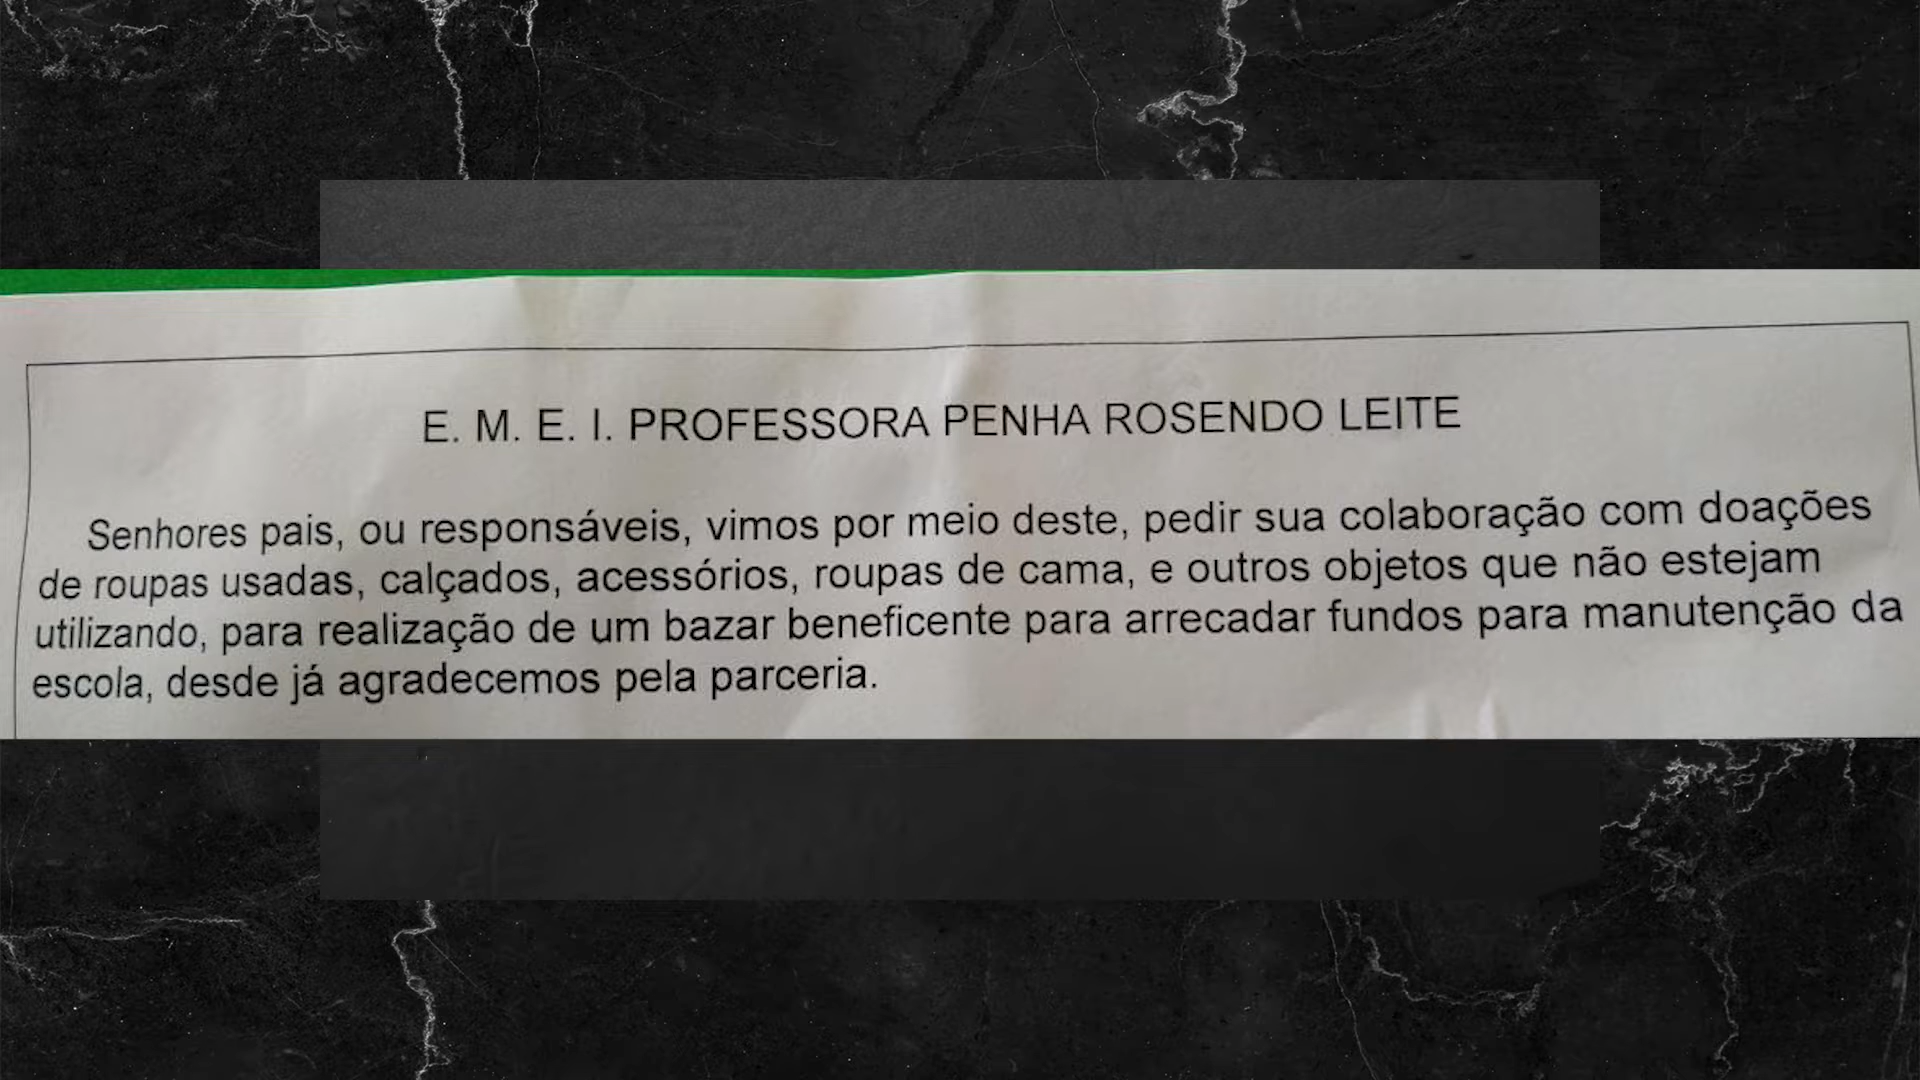 E. M. E. I. PROFESSORA PENHA ROSENDO LEITE
Senhores pais, ou responsáveis, vimos por meio deste, pedir sua colaboração com doações
de roupas usadas, calçados, acessórios, roupas de cama, e outros objetos que não estejam
utilizando, para realização de um bazar beneficente para arrecadar fundos para manutenção da
escola, desde já agradecemos pela parceria.